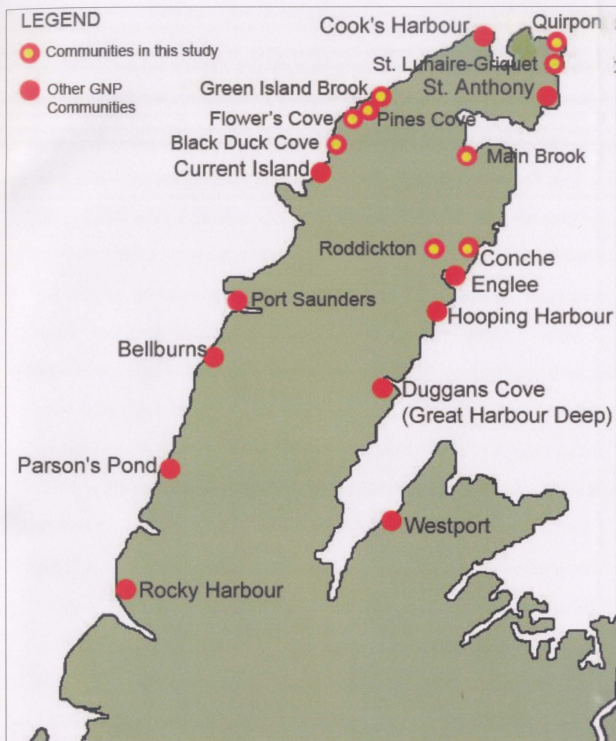 LEGEND
Communities in this study
Other GNP
Communities
Cook's Harbour
Quirpon
St. Lunaire-Griquet
St. Anthony
Green Island Brook
Flower's Cove
Pines Cove
Black Duck Cove
Main Brook
Current Island
Roddickton
Conche
Englee
Port Saunders
Hooping Harbour
Bellburns
Duggans Cove
(Great Harbour Deep)
Parson's Pond
Westport
Rocky Harbour